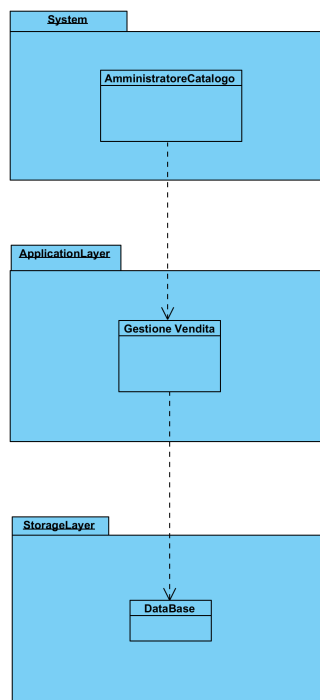 System
AmministratoreCatalogo
ApplicationLayer
Gestione Vendita
StorageLayer
DataBase